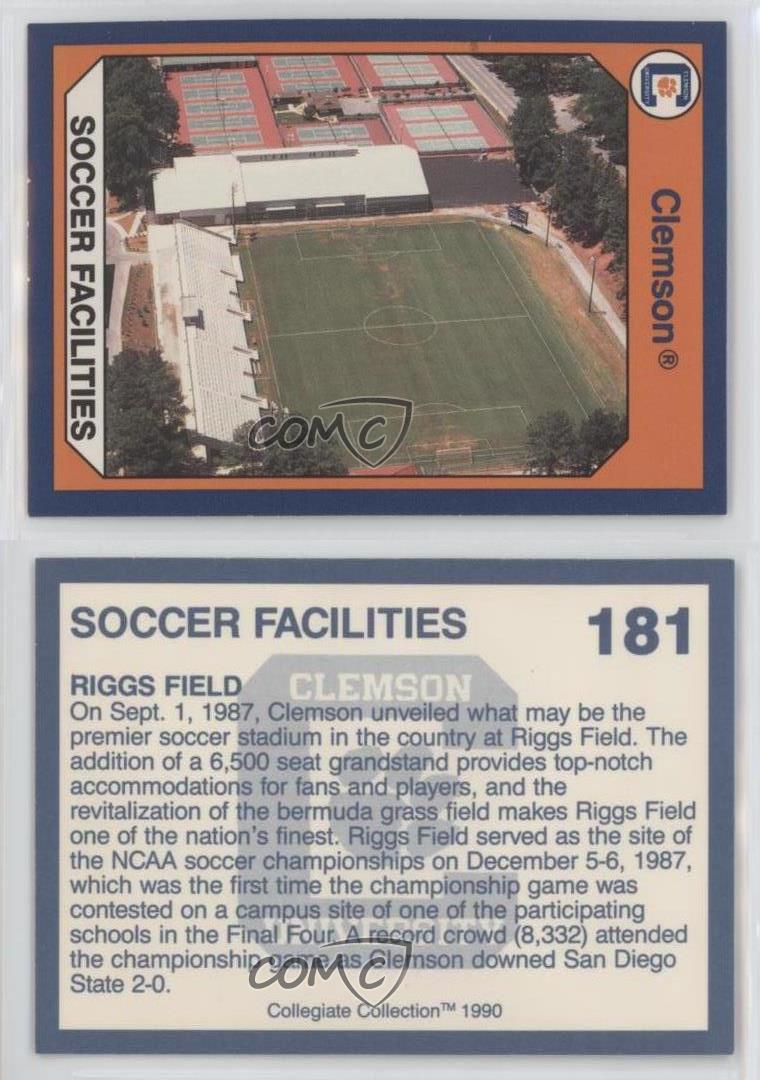 CLEMSON
UNIVERSITY
Clemson®
SOCCER FACILITIES
COMC
SOCCER FACILITIES
181
RIGGS FIELD
CLEMSON
On Sept. 1, 1987, Clemson unveiled what may be the
premier soccer stadium in the country at Riggs Field. The
addition of a 6,500 seat grandstand provides top-notch
accommodations for fans and players, and the
revitalization of the bermuda grass field makes Riggs Field
one of the nation's finest. Riggs Field served as the site of
the NCAA soccer championships on December 5-6, 1987,
which was the first time the championship game was
contested on a campus site of one of the participating
schools in the Final Four. A record crowd (8,332) attended
the championship game as Clemson downed San Diego
State 2-0.
UNIVERSITY
COMC
Collegiate Collection™ 1990